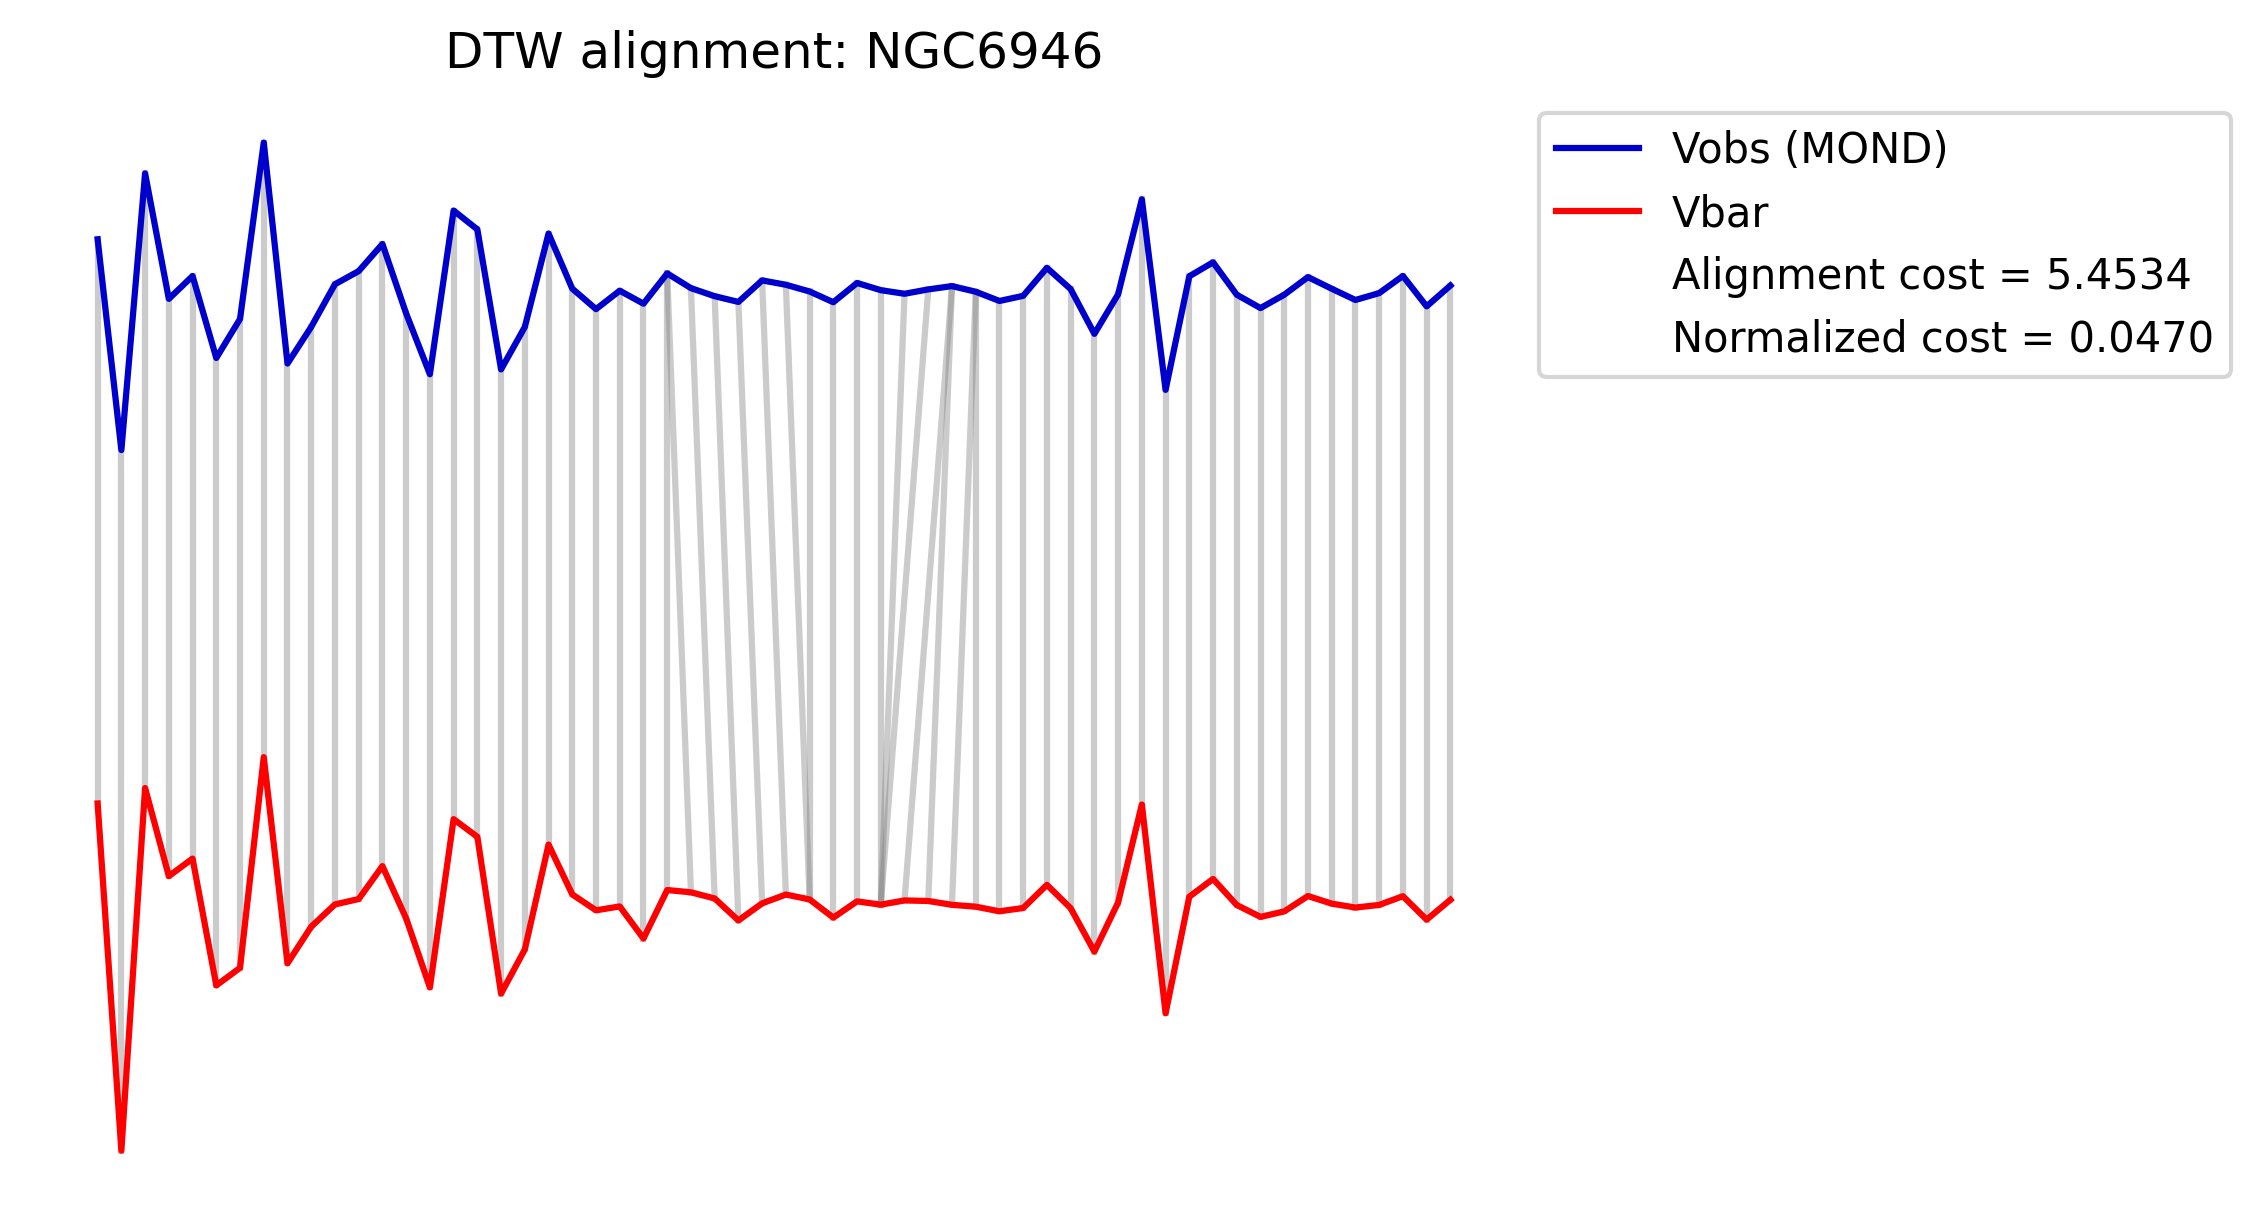 DTW alignment: NGC6946
Vobs (MOND)
Vbar
Alignment cost = 5.4534
Normalized cost = 0.0470